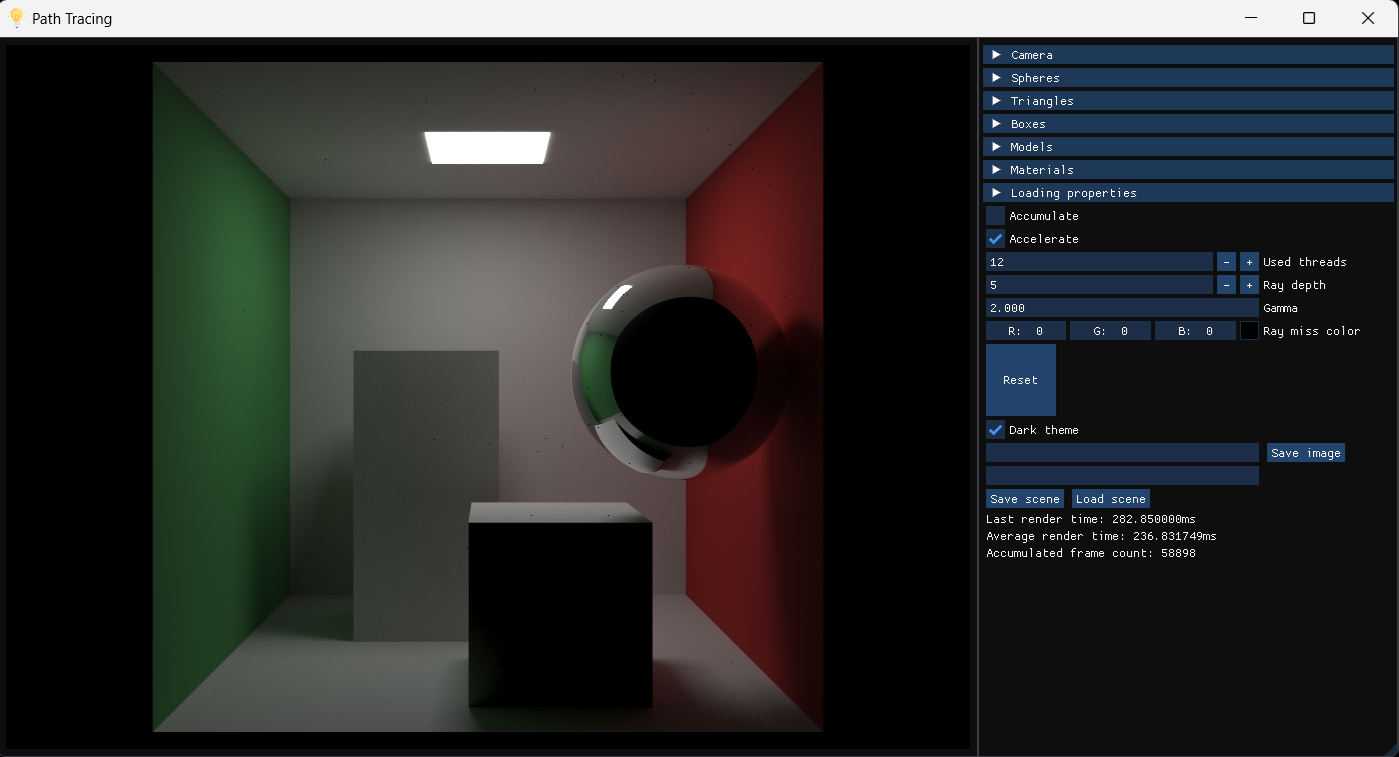 Path Tracing
Camera
Spheres
Triangles
Boxes
Models
Materials
Loading properties
Accumulate
Accelerate
12 - + Used threads
5 - + Ray depth
2.000 Gamma
R: 0 G: 0 B: 0 Ray miss color
Reset
Dark theme
Save image
Save scene Load scene
Last render time: 282.850000ms
Average render time: 236.831749ms
Accumulated frame count: 58898